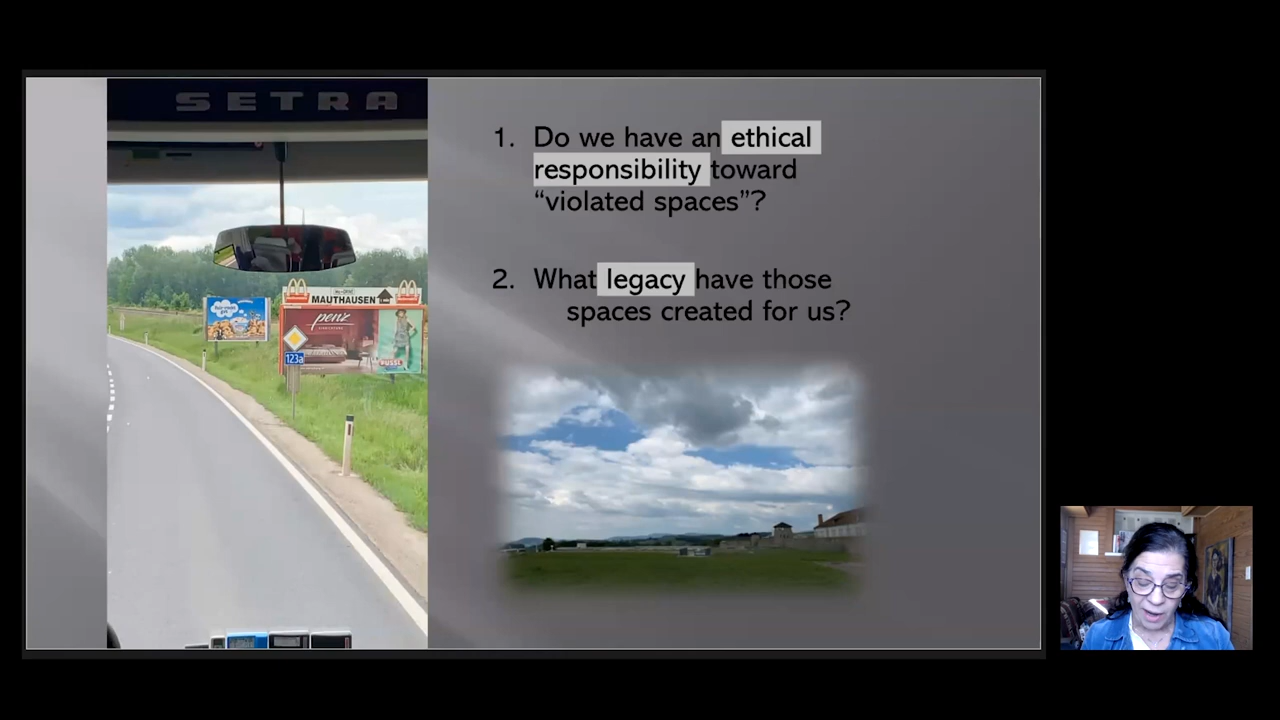 SETRA
MAUTHAUSEN
penz
123a
1. Do we have an ethical
responsibility toward
“violated spaces”?
2. What legacy have those
spaces created for us?